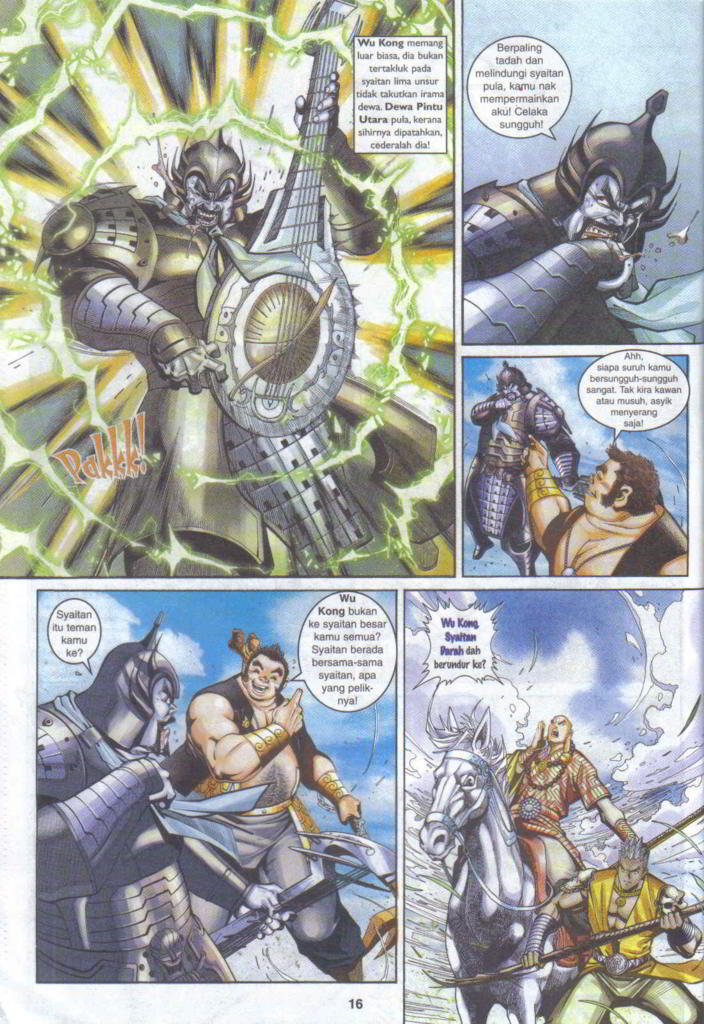 Wu Kong memang
luar biasa, dia bukan
tertakluk pada
syaitan lima unsur
tidak takutkan irama
dewa. Dewa Pintu
Utara pula, kerana
sihirnya dipatahkan,
cederalah dia!
Pakkk!
Berpaling
tadah dan
melindungi syaitan
pula, kamu nak
mempermainkan
aku! Celaka
sungguh!
Ahh,
siapa suruh kamu
bersungguh-sungguh
sangat. Tak kira kawan
atau musuh, asyik
menyerang
saja!
Syaitan
itu teman
kamu
ke?
Wu
Kong bukan
ke syaitan besar
kamu semua?
Syaitan berada
bersama-sama
syaitan, apa
yang pelik-
nya!
Wu Kong,
Syaitan
Parah dah
berundur ke?
16